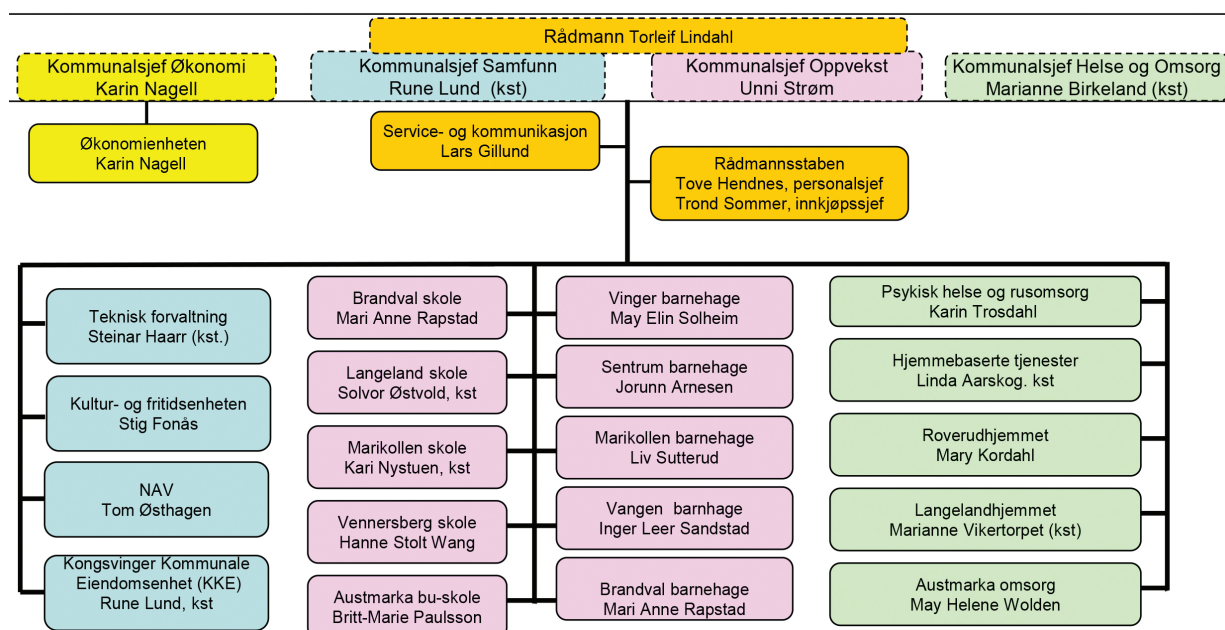 Rådmann Torleif Lindahl
Kommunalsjef Økonomi
Karin Nagell
Kommunalsjef Samfunn
Rune Lund (kst)
Kommunalsjef Oppvekst
Unni Strøm
Kommunalsjef Helse og Omsorg
Marianne Birkeland (kst)
Økonomienheten
Karin Nagell
Service- og kommunikasjon
Lars Gillund
Rådmannsstaben
Tove Hendnes, personalsjef
Trond Sommer, innkjøpssjef
Teknisk forvaltning
Steinar Haarr (kst.)
Kultur- og fritidsenheten
Stig Fonås
NAV
Tom Østhagen
Kongsvinger Kommunale
Eiendomsenhet (KKE)
Rune Lund, kst
Brandval skole
Mari Anne Rapstad
Langeland skole
Solvor Østvold, kst
Marikollen skole
Kari Nystuen, kst
Vennersberg skole
Hanne Stolt Wang
Austmarka bu-skole
Britt-Marie Paulsson
Vinger barnehage
May Elin Solheim
Sentrum barnehage
Jorunn Arnesen
Marikollen barnehage
Liv Sutterud
Vangen barnhage
Inger Leer Sandstad
Brandval barnehage
Mari Anne Rapstad
Psykisk helse og rusomsorg
Karin Trosdahl
Hjemmebaserte tjenester
Linda Aarskog. kst
Roverudhjemmet
Mary Kordahl
Langelandhjemmet
Marianne Vikertorpet (kst)
Austmarka omsorg
May Helene Wolden